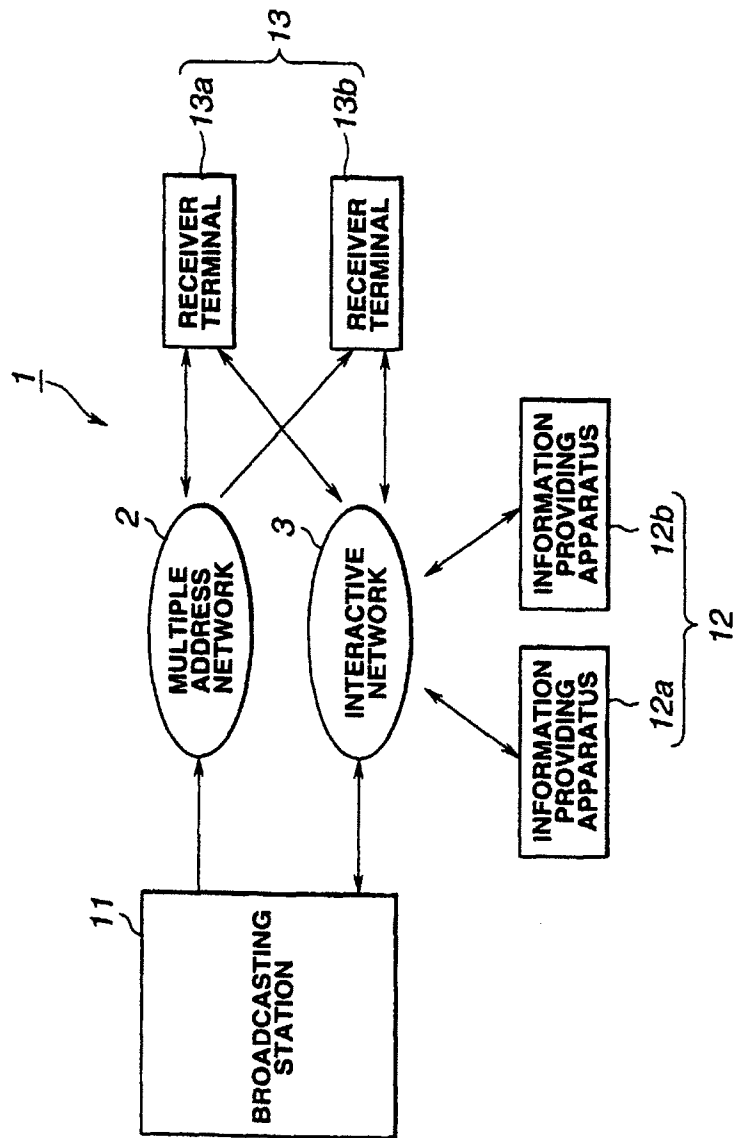 1
11
BROADCASTING
STATION
2
MULTIPLE
ADDRESS
NETWORK
3
INTERACTIVE
NETWORK
RECEIVER
TERMINAL
13a
RECEIVER
TERMINAL
13b
13
INFORMATION
PROVIDING
APPARATUS
12a
INFORMATION
PROVIDING
APPARATUS
12b
12